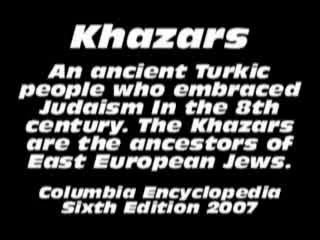 Khazars
An ancient Turkic
people who embraced
Judaism In the 8th
century. The Khazars
are the ancestors of
East European Jews.
Columbia Encyclopedia
Sixth Edition 2007